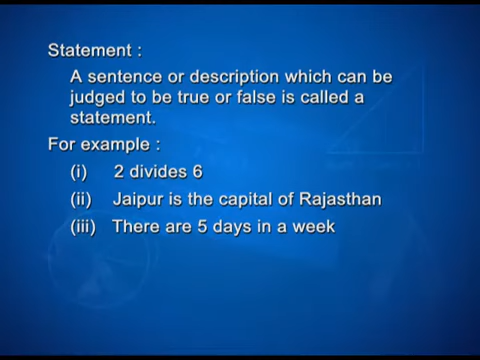 Statement :
A sentence or description which can be
judged to be true or false is called a
statement.
For example :
(i) 2 divides 6
(ii) Jaipur is the capital of Rajasthan
(iii) There are 5 days in a week